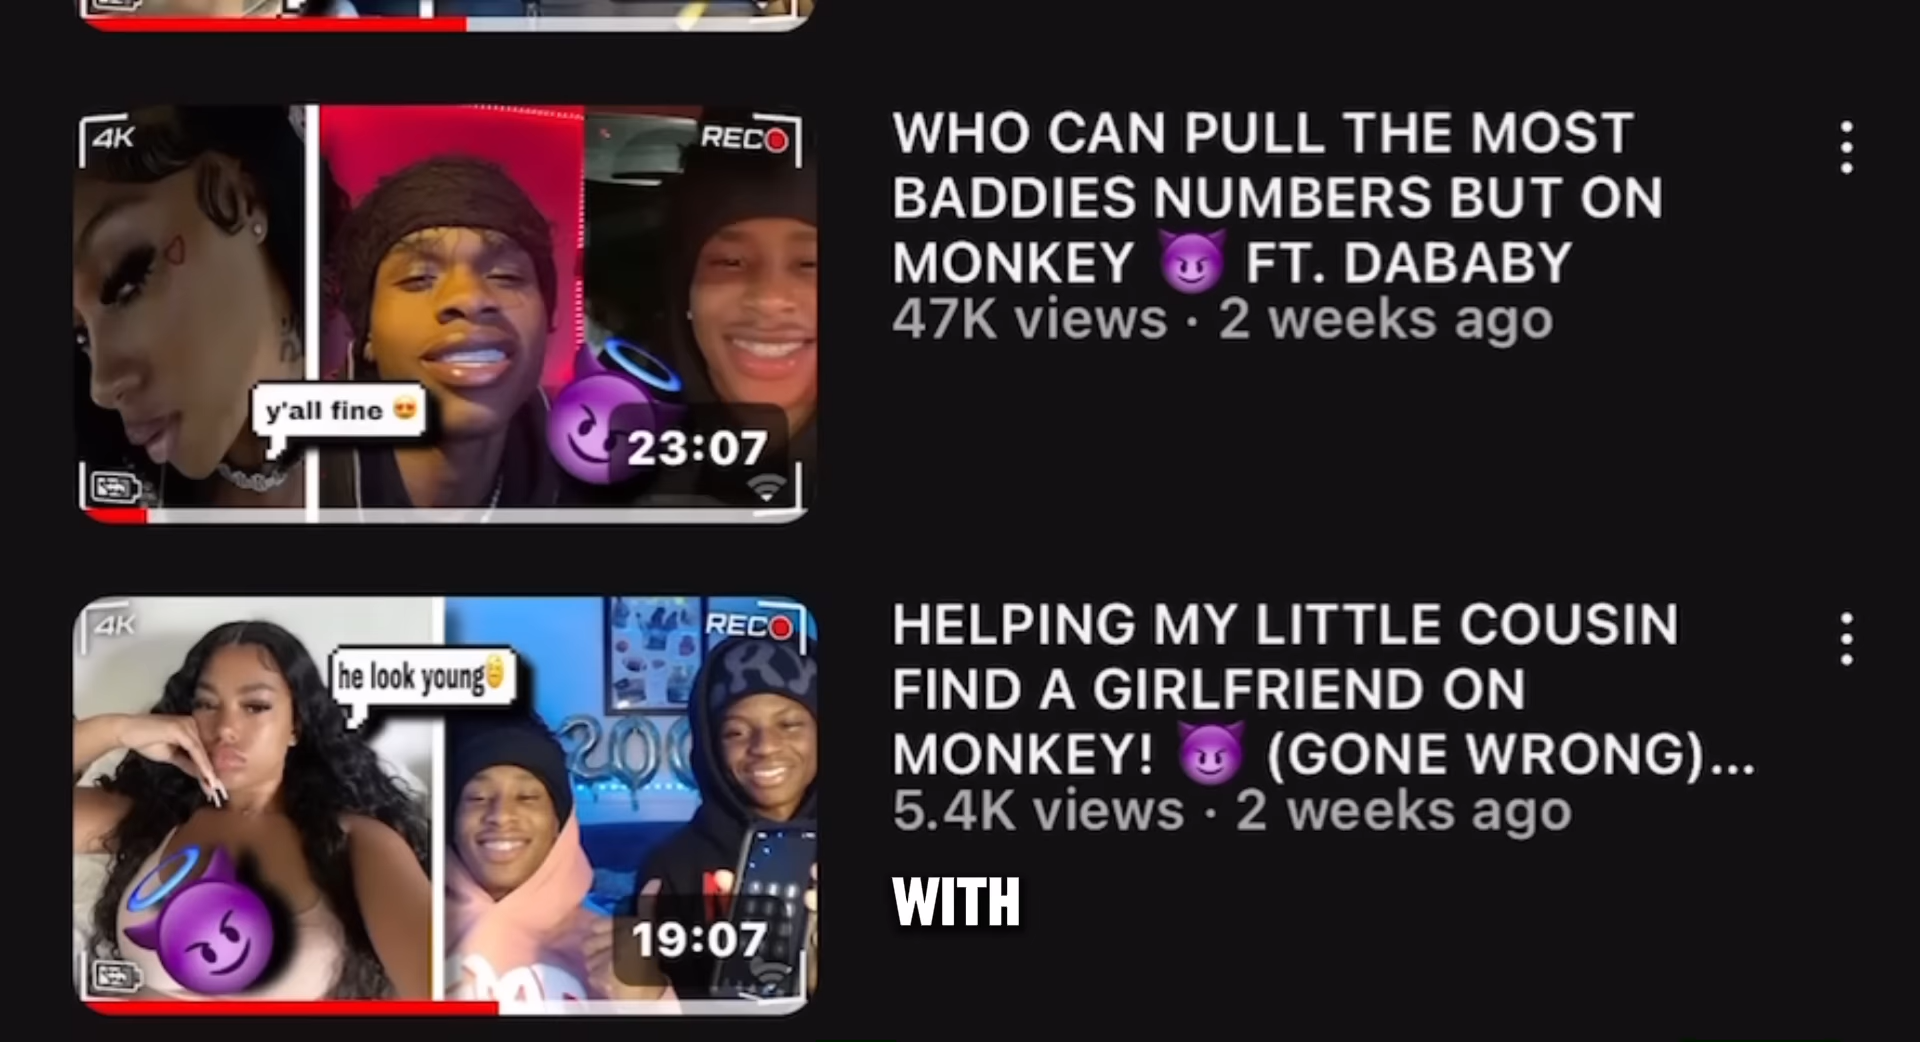 4K
REC
WHO CAN PULL THE MOST
BADDIES NUMBERS BUT ON
MONKEY 😈 FT. DABABY
47K views · 2 weeks ago
y'all fine 😍
23:07
4K
REC
he look young
HELPING MY LITTLE COUSIN
FIND A GIRLFRIEND ON
MONKEY! 😈 (GONE WRONG)...
5.4K views · 2 weeks ago
200
WITH
19:07